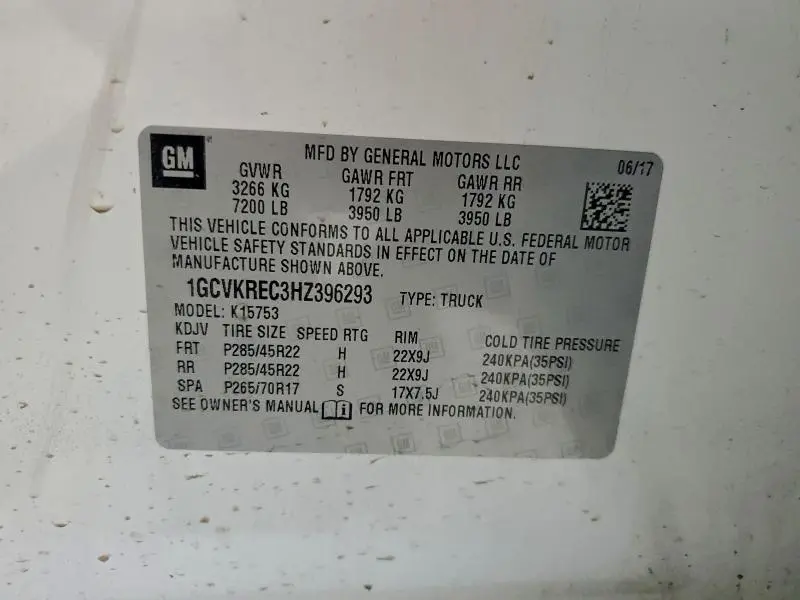 GM
MFD BY GENERAL MOTORS LLC 06/17
GVWR GAWR FRT GAWR RR
3266 KG 1792 KG 1792 KG
7200 LB 3950 LB 3950 LB
THIS VEHICLE CONFORMS TO ALL APPLICABLE U.S. FEDERAL MOTOR
VEHICLE SAFETY STANDARDS IN EFFECT ON THE DATE OF
MANUFACTURE SHOWN ABOVE.
1GCVKREC3HZ396293 TYPE: TRUCK
MODEL: K15753
KDJV TIRE SIZE SPEED RTG RIM COLD TIRE PRESSURE
FRT P285/45R22 H 22X9J 240KPA(35PSI)
RR P285/45R22 H 22X9J 240KPA(35PSI)
SPA P265/70R17 S 17X7.5J 240KPA(35PSI)
SEE OWNER'S MANUAL FOR MORE INFORMATION.